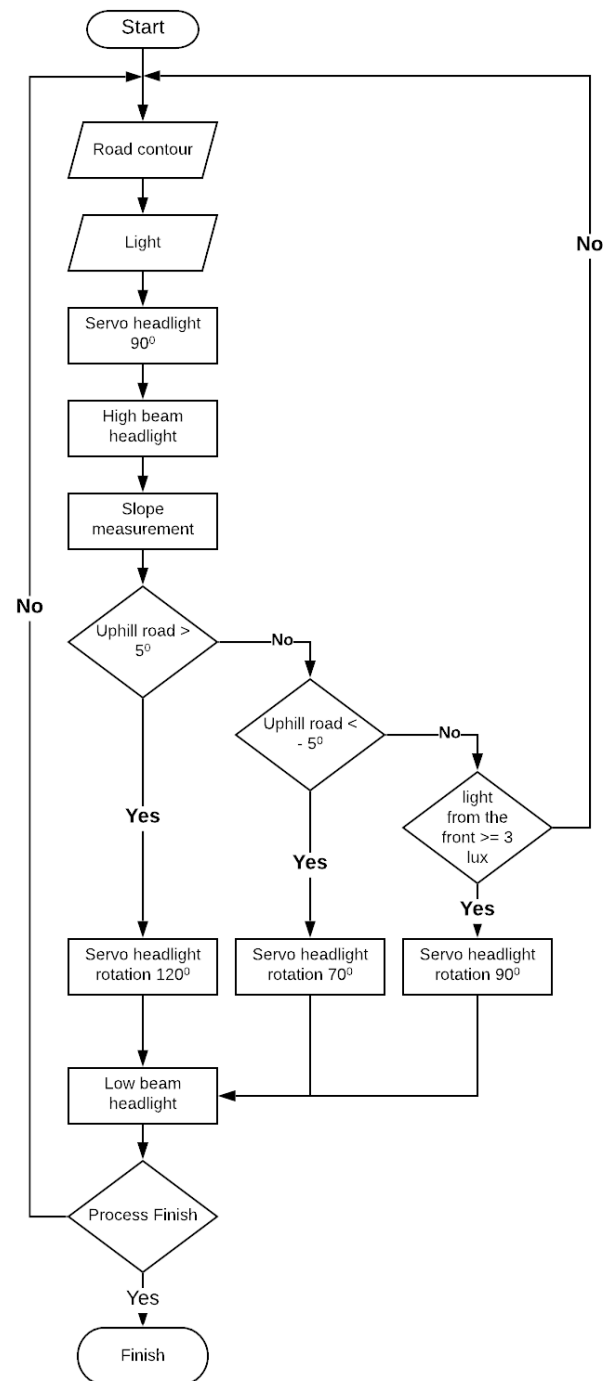 Start
Road contour
Light
No
Servo headlight
90⁰
High beam
headlight
Slope
measurement
No
Uphill road >
5⁰
No
Uphill road <
- 5⁰
No
light
from the
front >= 3
lux
Yes
Yes
Yes
Servo headlight
rotation 120⁰
Servo headlight
rotation 70⁰
Servo headlight
rotation 90⁰
Low beam
headlight
Process Finish
Yes
Finish